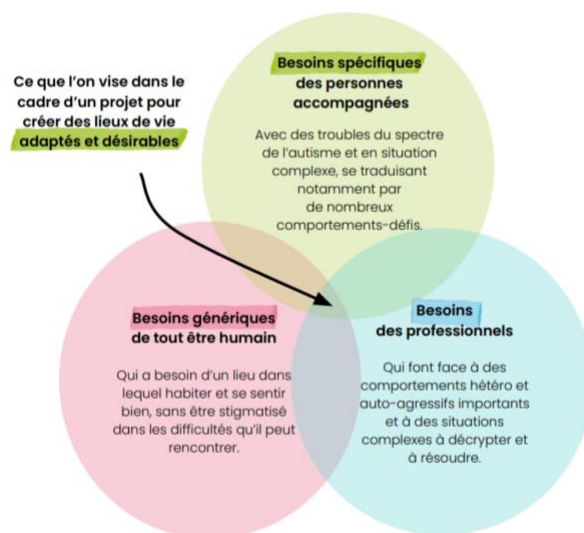 Ce que l'on vise dans le
cadre d'un projet pour
créer des lieux de vie
adaptés et désirables
Besoins spécifiques
des personnes
accompagnées
Avec des troubles du spectre
de l'autisme et en situation
complexe, se traduisant
notamment par
de nombreux
comportements-défis.
Besoins génériques
de tout être humain
Qui a besoin d'un lieu dans
lequel habiter et se sentir
bien, sans être stigmatisé
dans les difficultés qu'il peut
rencontrer.
Besoins
des professionnels
Qui font face à des
comportements hétéro et
auto-agressifs importants
et à des situations
complexes à décrypter et
à résoudre.